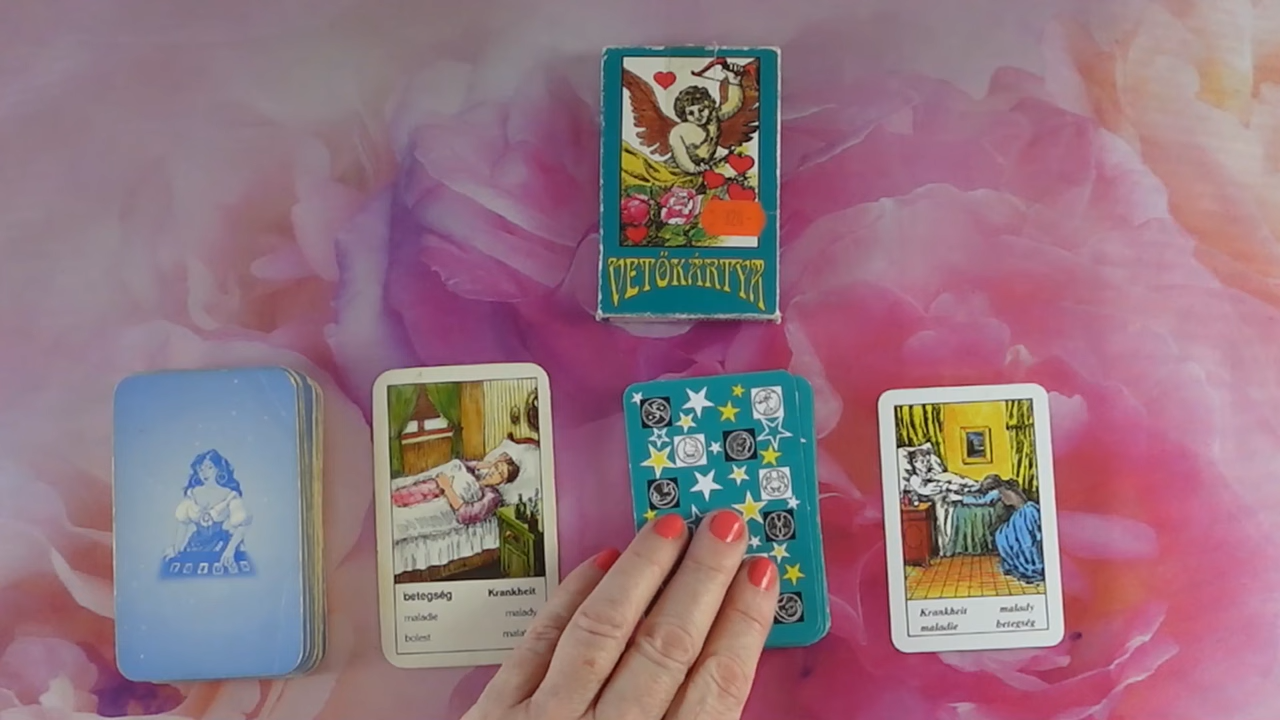 VETŐKÁRTYA
betegség Krankheit
maladie malady
bolest
Krankheit malady
maladie betegség